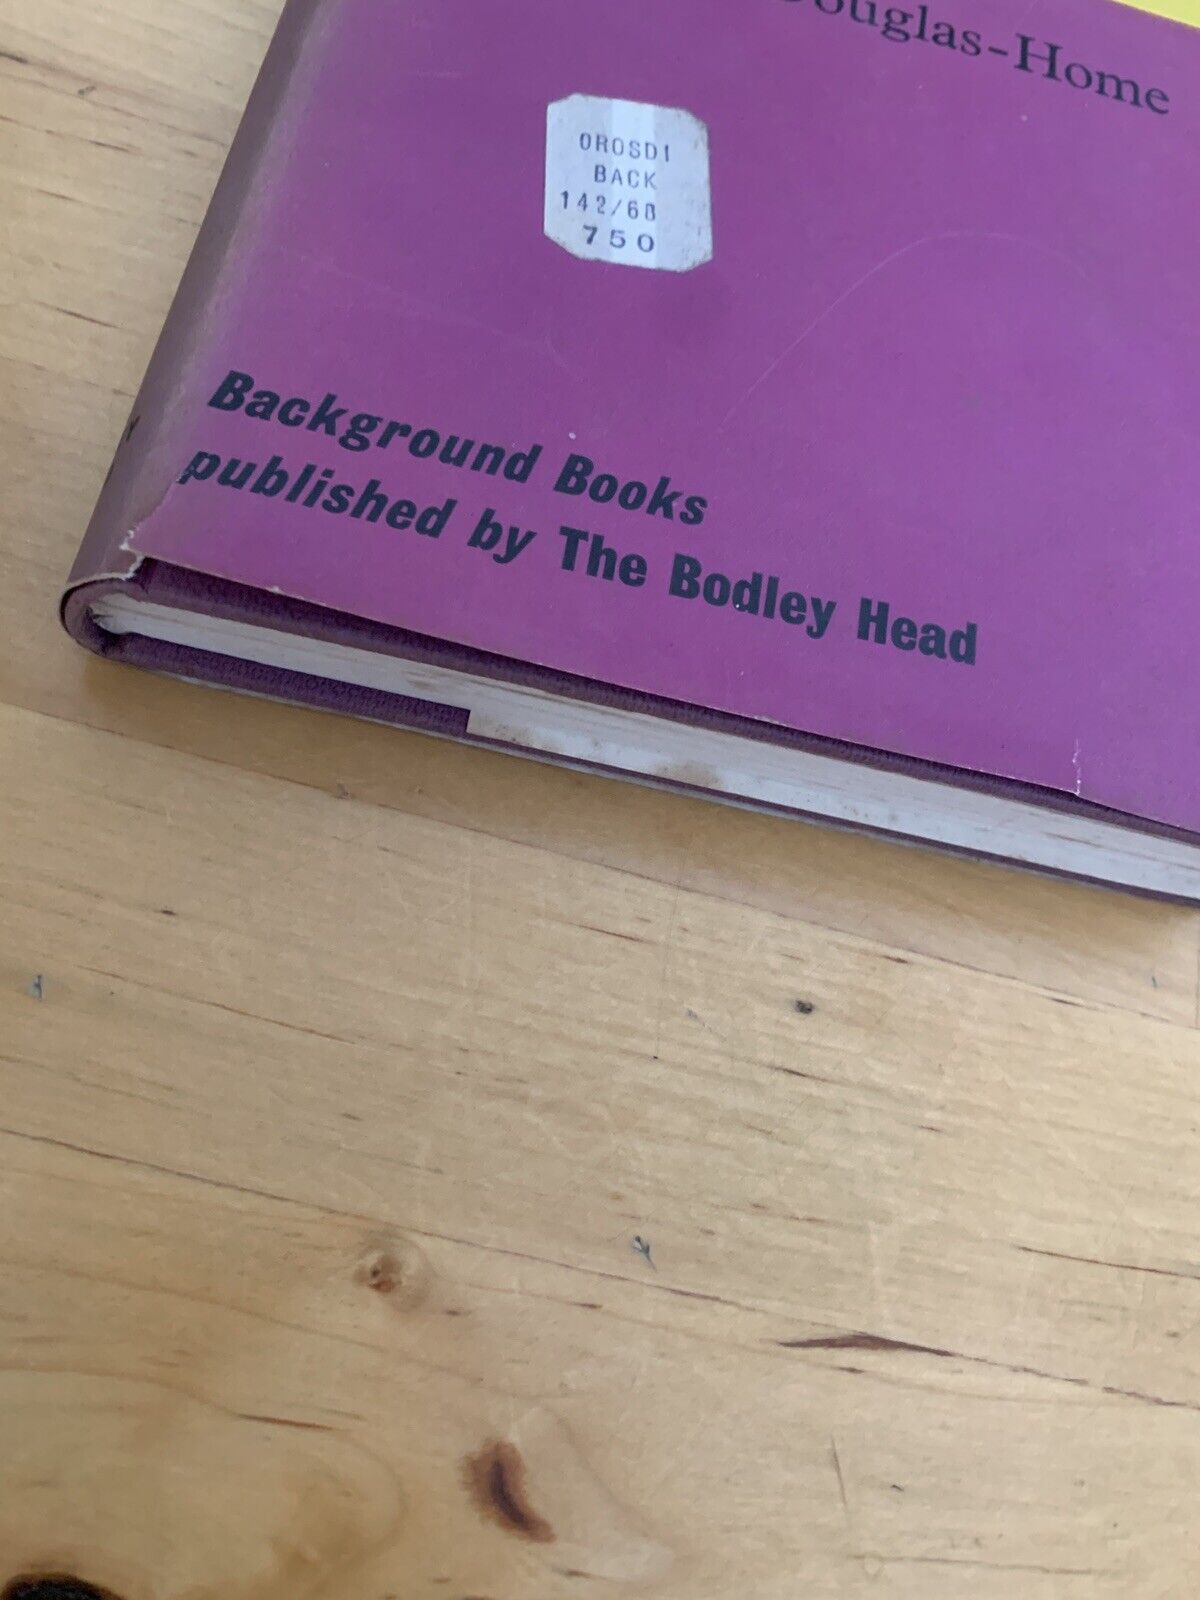 Douglas-Home
OROSDI
BACK
142/68
750
Background Books
published by The Bodley Head